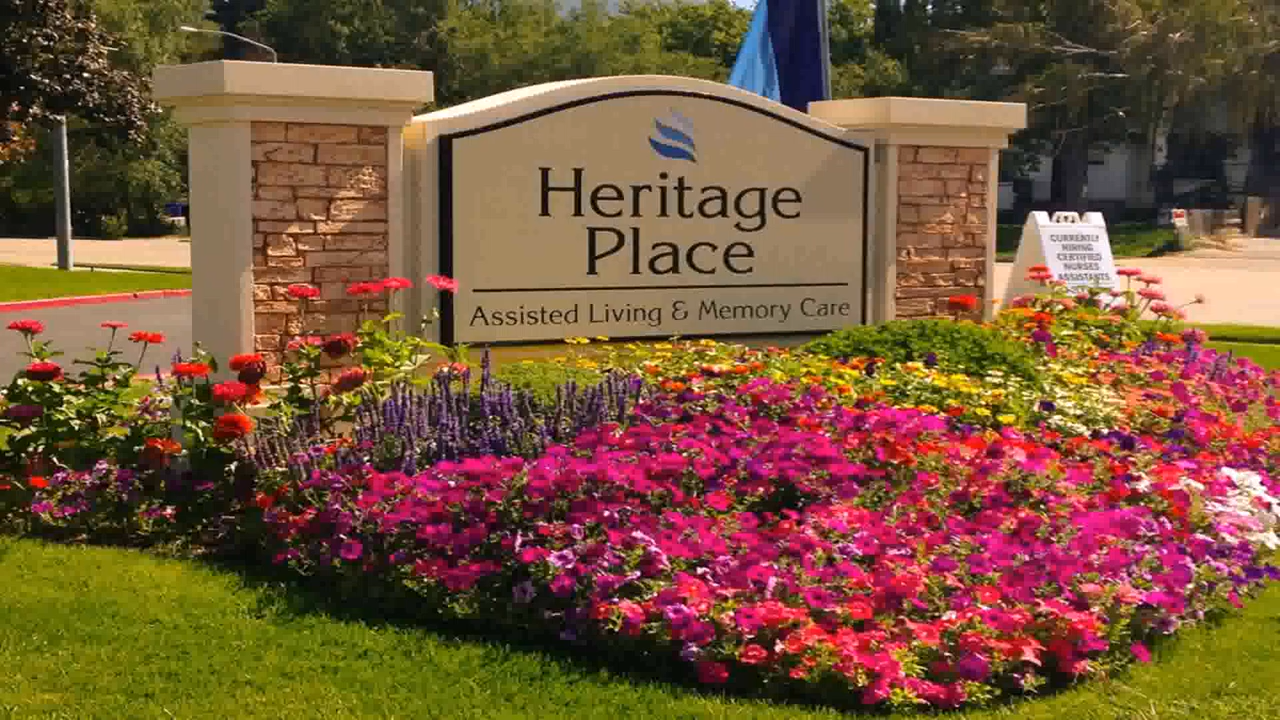 Heritage
Place
Assisted Living & Memory Care
CURRENTLY
HIRING
CERTIFIED
NURSES
ASSISTANTS